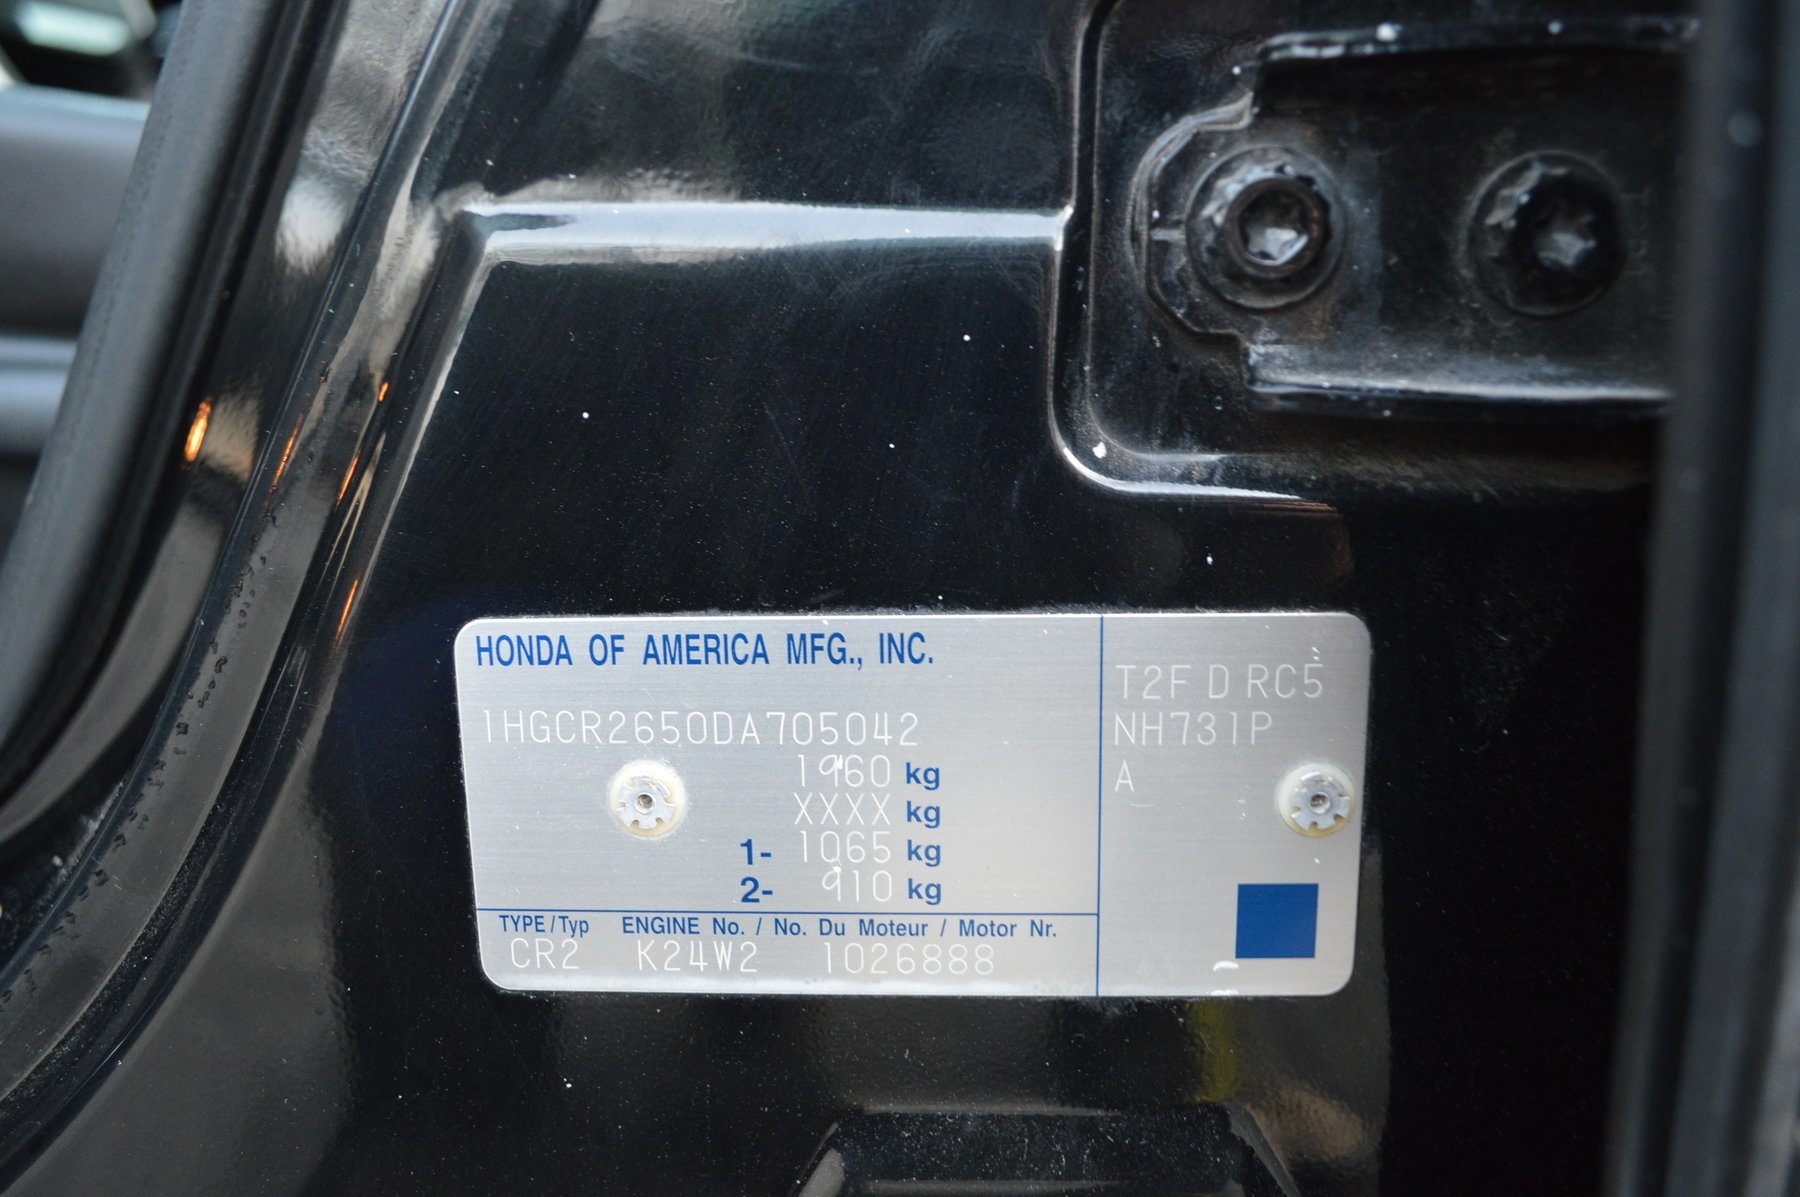 HONDA OF AMERICA MFG., INC.
1HGCR2650DA705042
1960 kg
XXXX kg
1- 1065 kg
2- 910 kg
TYPE/Typ ENGINE No. / No. Du Moteur / Motor Nr.
CR2 K24W2 1026888
T2F D RC5
NH731P
A